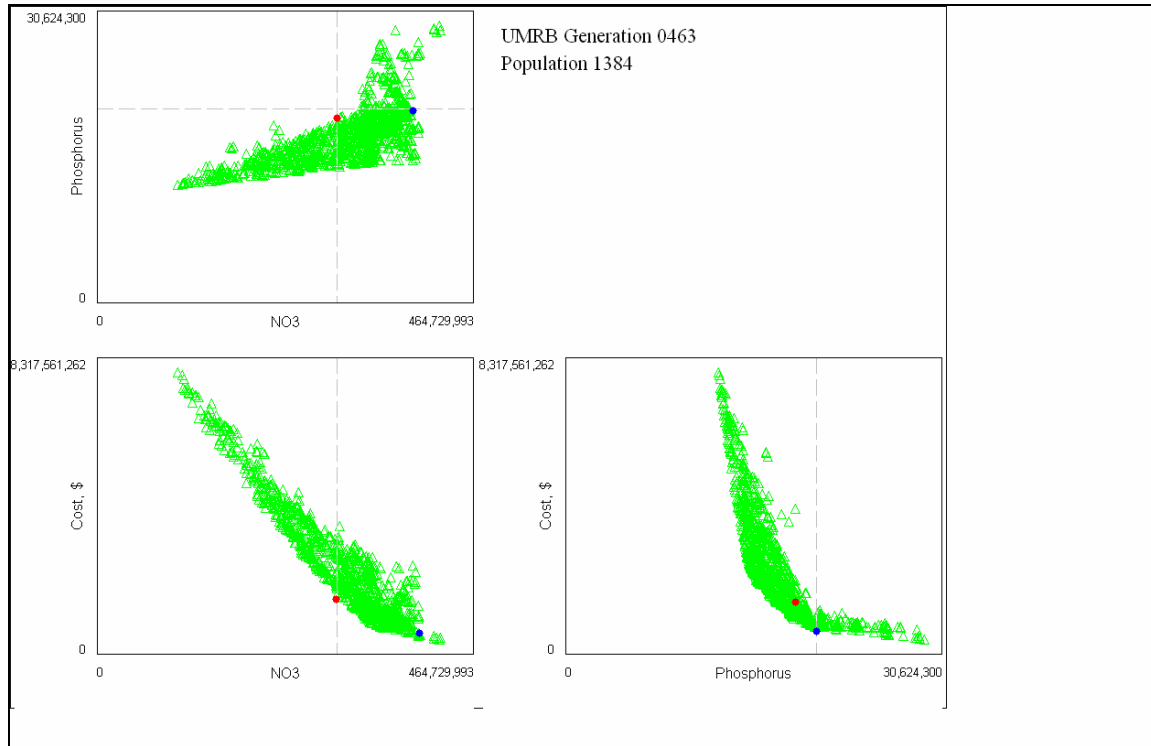 30,624,300
UMRB Generation 0463
Population 1384
Phosphorus
0
0 NO3 464,729,993
8,317,561,262
Cost, $
0
0 NO3 464,729,993
8,317,561,262
Cost, $
0
0 Phosphorus 30,624,300